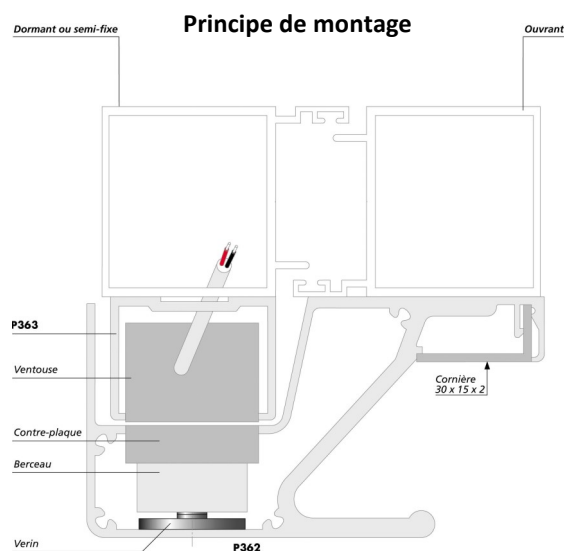 Principe de montage
Dormant ou semi-fixe
Ouvrant
P363
Ventouse
Contre-plaque
Berceau
Verin
P362
Cornière
30 x 15 x 2